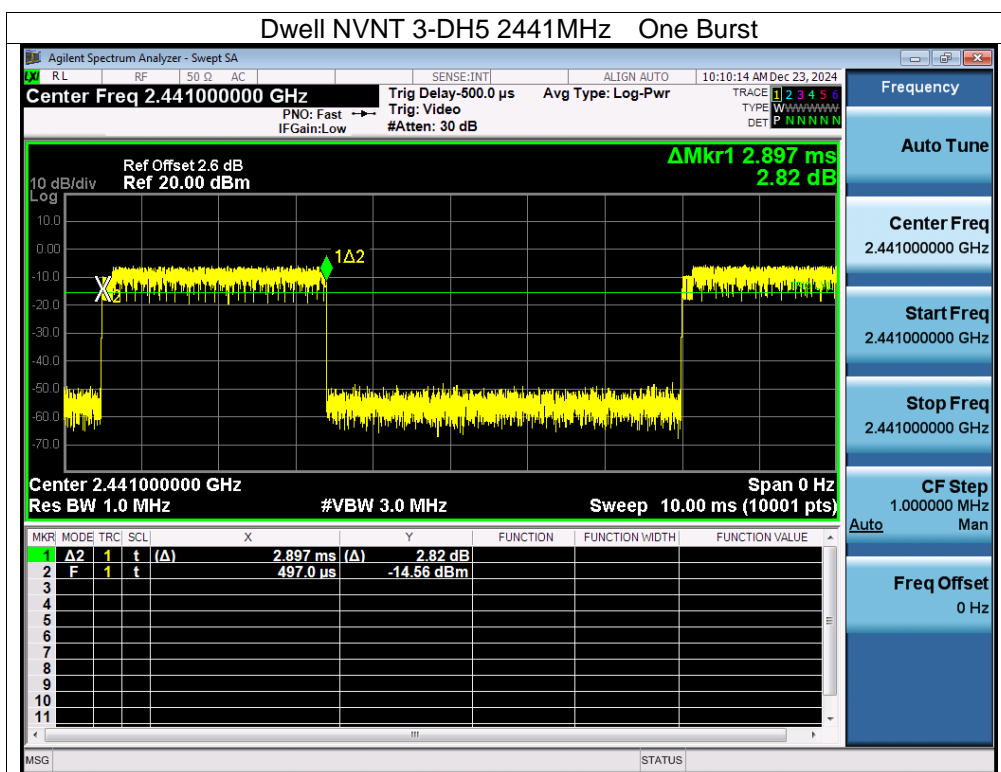 Dwell NVNT 3-DH5 2441MHz One Burst
Agilent Spectrum Analyzer - Swept SA
LXI RL RF 50 Ω AC SENSE:INT ALIGN AUTO 10:10:14 AM Dec 23, 2024
Center Freq 2.441000000 GHz Trig Delay-500.0 µs Avg Type: Log-Pwr TRACE 1 2 3 4 5 6
PNO: Fast Trig: Video TYPE WWWWWW
IFGain:Low #Atten: 30 dB DET P N N N N N
Frequency
Auto Tune
Center Freq
2.441000000 GHz
Start Freq
2.441000000 GHz
Stop Freq
2.441000000 GHz
CF Step
1.000000 MHz
Auto Man
Freq Offset
0 Hz
ΔMkr1 2.897 ms
2.82 dB
Ref Offset 2.6 dB
10 dB/div Ref 20.00 dBm
Log
10.0
0.00
-10.0
-20.0
-30.0
-40.0
-50.0
-60.0
-70.0
1Δ2
2
Center 2.441000000 GHz Span 0 Hz
Res BW 1.0 MHz #VBW 3.0 MHz Sweep 10.00 ms (10001 pts)
MKR MODE TRC SCL X Y FUNCTION FUNCTION WIDTH FUNCTION VALUE
1 Δ2 1 t (Δ) 2.897 ms (Δ) 2.82 dB
2 F 1 t 497.0 µs -14.56 dBm
3
4
5
6
7
8
9
10
11
MSG STATUS